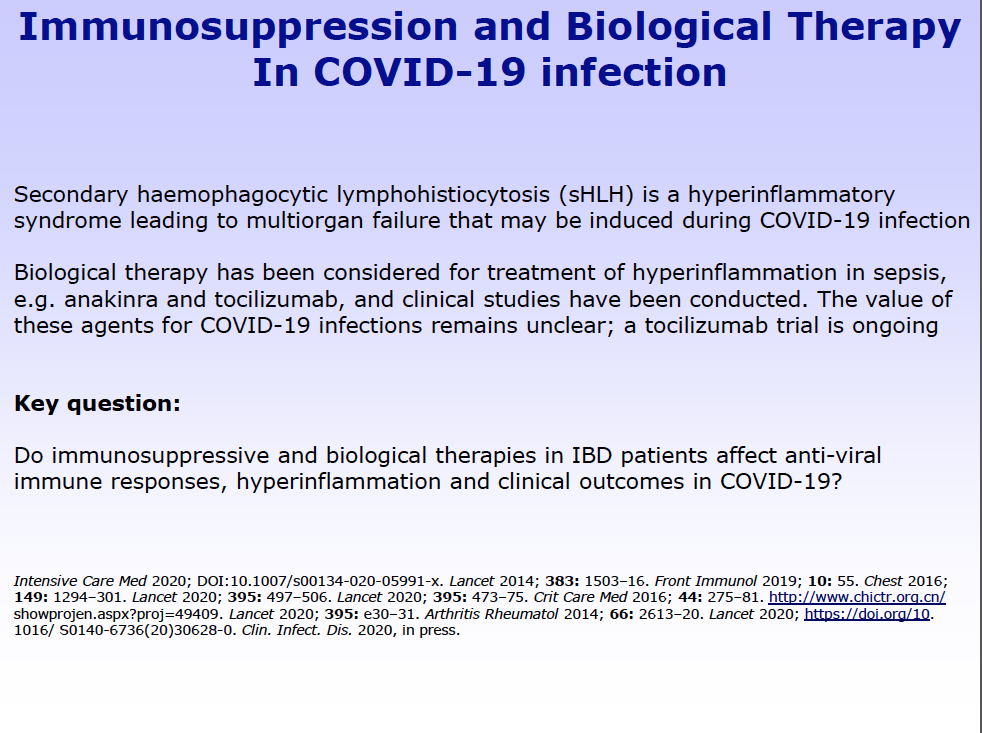 Immunosuppression and Biological Therapy
In COVID-19 infection
Secondary haemophagocytic lymphohistiocytosis (sHLH) is a hyperinflammatory
syndrome leading to multiorgan failure that may be induced during COVID-19 infection
Biological therapy has been considered for treatment of hyperinflammation in sepsis,
e.g. anakinra and tocilizumab, and clinical studies have been conducted. The value of
these agents for COVID-19 infections remains unclear; a tocilizumab trial is ongoing
Key question:
Do immunosuppressive and biological therapies in IBD patients affect anti-viral
immune responses, hyperinflammation and clinical outcomes in COVID-19?
Intensive Care Med 2020; DOI:10.1007/s00134-020-05991-x. Lancet 2014; 383: 1503–16. Front Immunol 2019; 10: 55. Chest 2016;
149: 1294–301. Lancet 2020; 395: 497–506. Lancet 2020; 395: 473–75. Crit Care Med 2016; 44: 275–81. http://www.chictr.org.cn/
showprojen.aspx?proj=49409. Lancet 2020; 395: e30–31. Arthritis Rheumatol 2014; 66: 2613–20. Lancet 2020; https://doi.org/10.
1016/ S0140-6736(20)30628-0. Clin. Infect. Dis. 2020, in press.